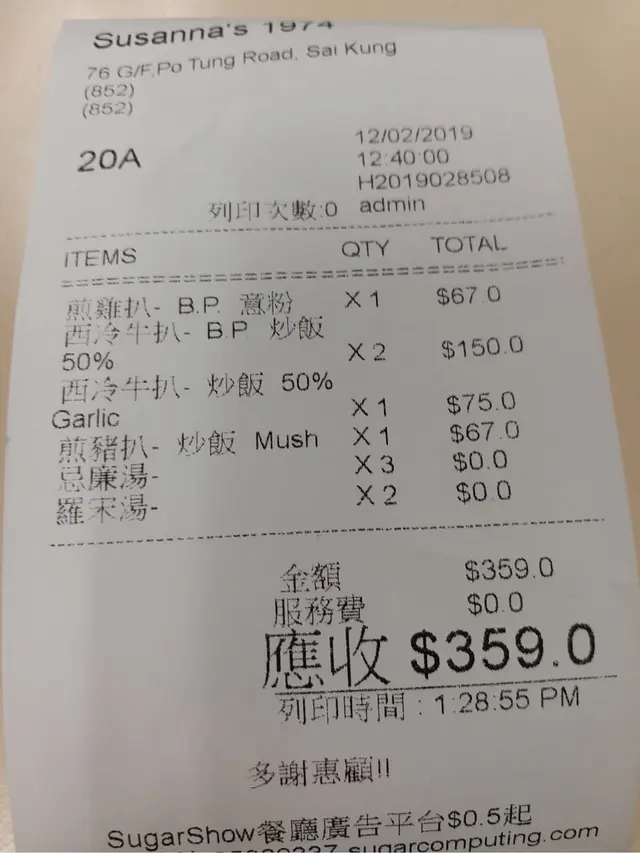 Susanna's 1974
76 G/F,Po Tung Road, Sai Kung
(852)
(852)
20A
12/02/2019
12:40:00
H2019028508
列印次數:0 admin
ITEMS QTY TOTAL
煎雞扒- B.P. 意粉 X 1 $67.0
西冷牛扒- B.P 炒飯
50% X 2 $150.0
西冷牛扒- 炒飯 50%
Garlic X 1 $75.0
煎豬扒- 炒飯 Mush X 1 $67.0
忌廉湯- X 3 $0.0
羅宋湯- X 2 $0.0
金額 $359.0
服務費 $0.0
應收 $359.0
列印時間 : 1:28:55 PM
多謝惠顧!!
SugarShow餐廳廣告平台$0.5起
sugarcomputing.com